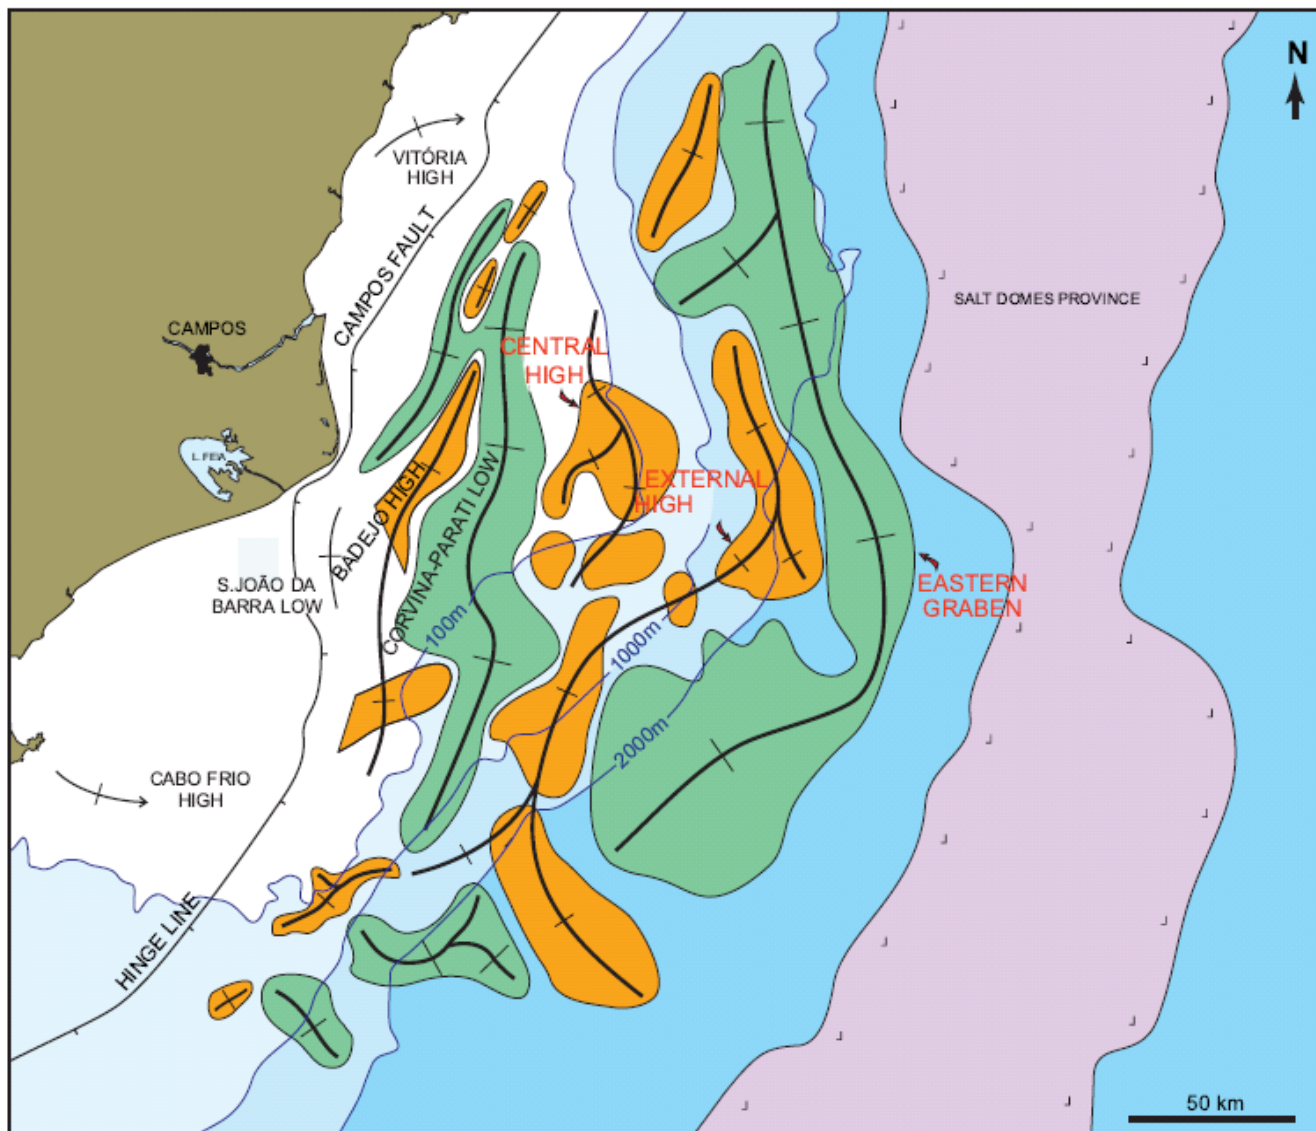 N
VITÓRIA
HIGH
CAMPOS FAULT
SALT DOMES PROVINCE
CAMPOS
CENTRAL
HIGH
L. FEIA
EXTERNAL
HIGH
BADEJO HIGH
CORVINA-PARATI LOW
S.JOÃO DA
BARRA LOW
EASTERN
GRABEN
100m
1000m
2000m
CABO FRIO
HIGH
HINGE LINE
50 km